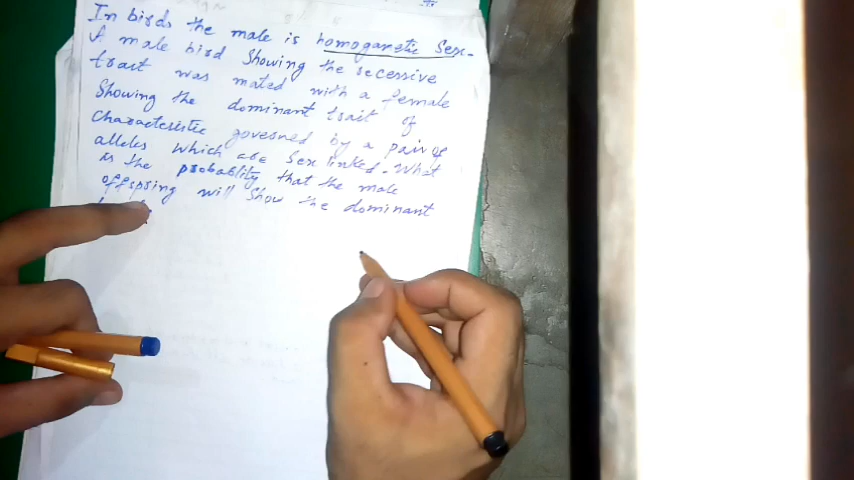 In birds the male is homogametic Sex-
A male bird Showing the recessive
trait was mated with a female
Showing the dominant trait of
characteristic governed by a pair of
alleles which are Sex linked. What
is the probability that the male
offspring will show the dominant